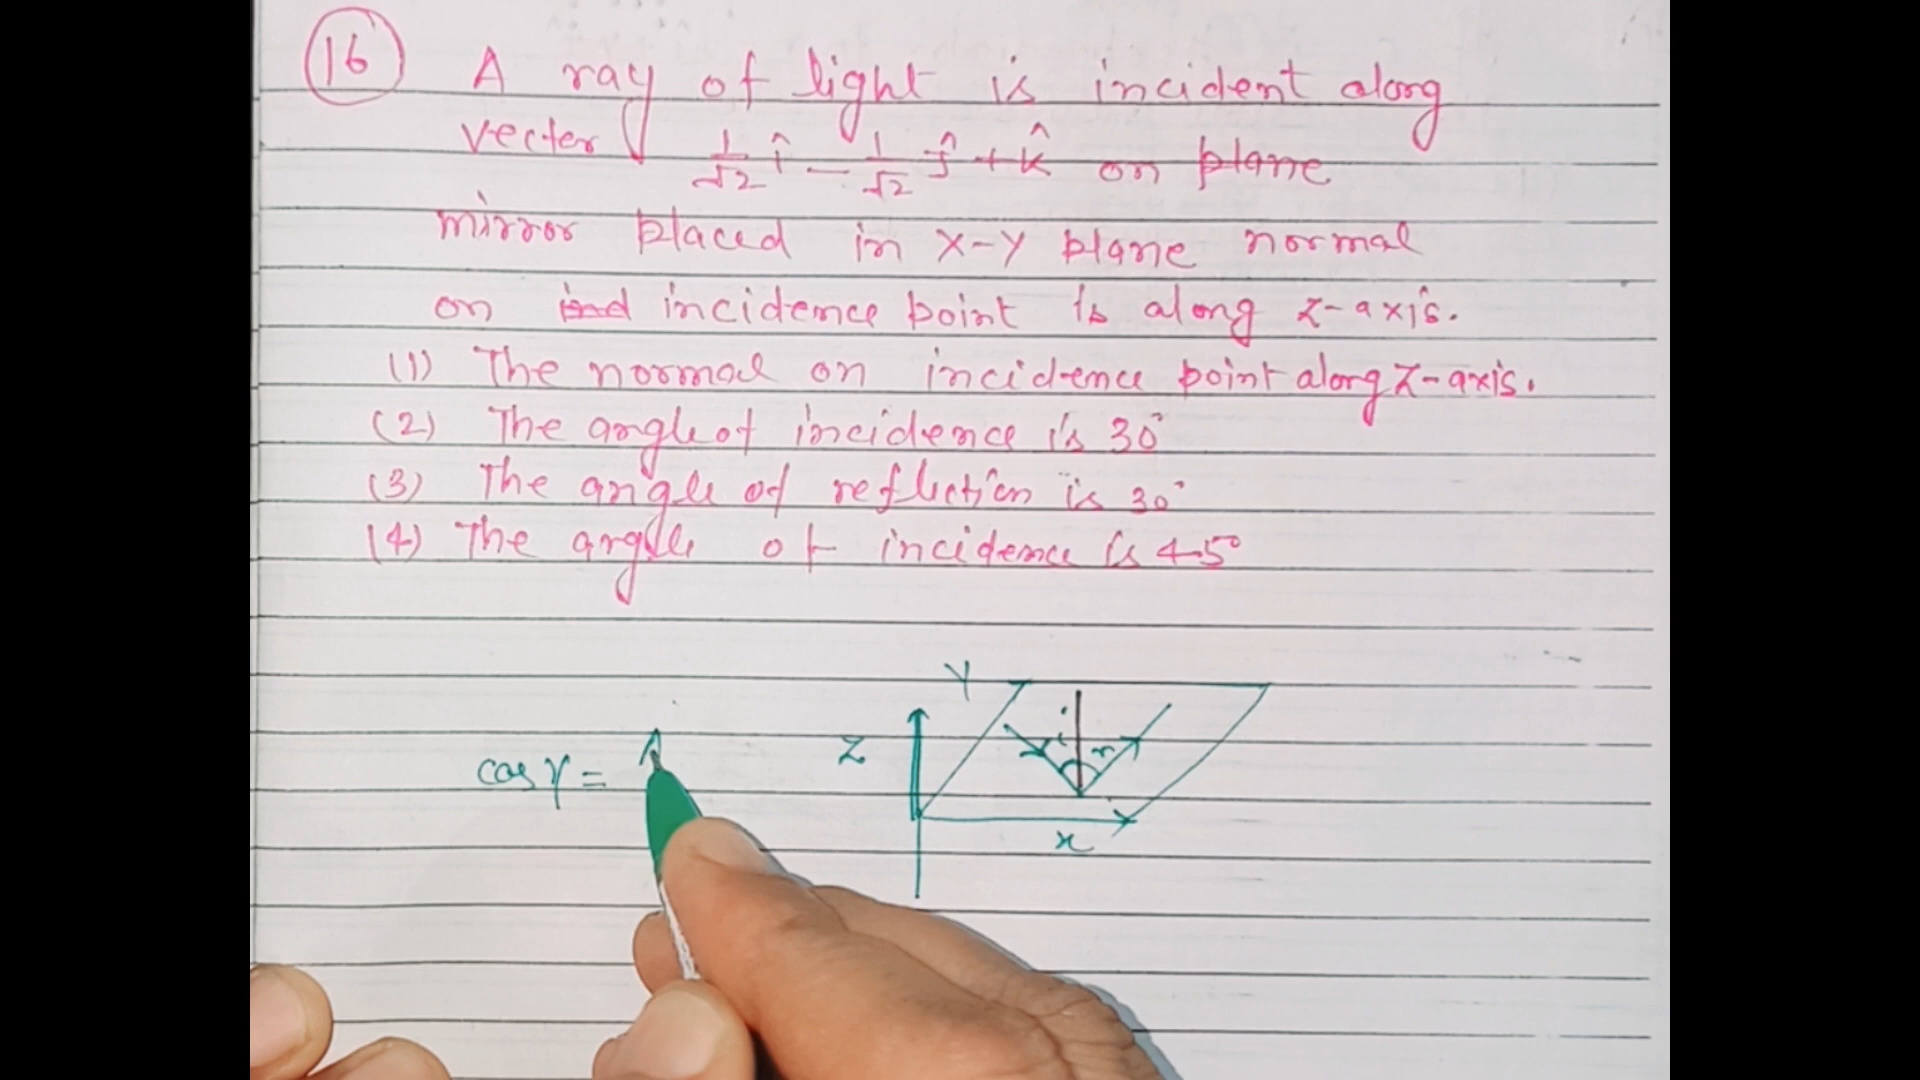 16 A ray of light is incident along
vecter 1/√2 î - 1/√2 ĵ + k̂ on plane
mirror placed in x-y plane normal
on incidence point is along z-axis.
(1) The normal on incidence point along z-axis.
(2) The angle of incidence is 30°
(3) The angle of reflection is 30°
(4) The angle of incidence is 45°
Y
i
Z
i r
cos γ = A
x